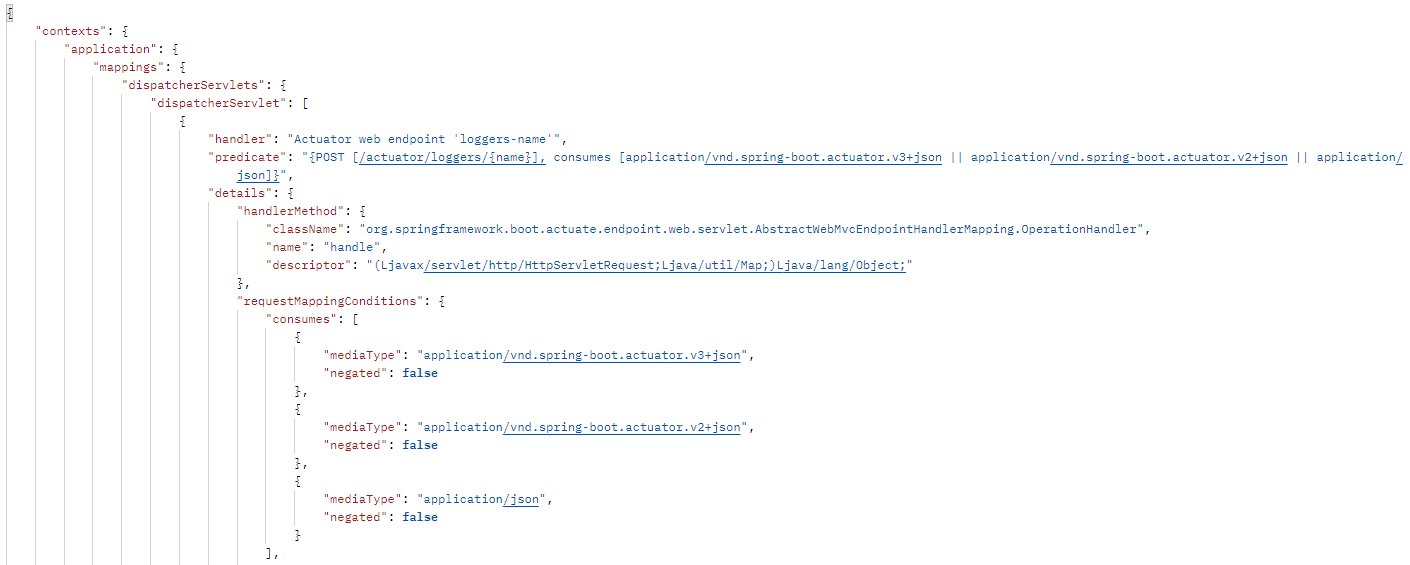 {
"contexts": {
"application": {
"mappings": {
"dispatcherServlets": {
"dispatcherServlet": [
{
"handler": "Actuator web endpoint 'loggers-name'",
"predicate": "{POST [/actuator/loggers/{name}], consumes [application/vnd.spring-boot.actuator.v3+json || application/vnd.spring-boot.actuator.v2+json || application/
json]}",
"details": {
"handlerMethod": {
"className": "org.springframework.boot.actuate.endpoint.web.servlet.AbstractWebMvcEndpointHandlerMapping.OperationHandler",
"name": "handle",
"descriptor": "(Ljavax/servlet/http/HttpServletRequest;Ljava/util/Map;)Ljava/lang/Object;"
},
"requestMappingConditions": {
"consumes": [
{
"mediaType": "application/vnd.spring-boot.actuator.v3+json",
"negated": false
},
{
"mediaType": "application/vnd.spring-boot.actuator.v2+json",
"negated": false
},
{
"mediaType": "application/json",
"negated": false
}
],